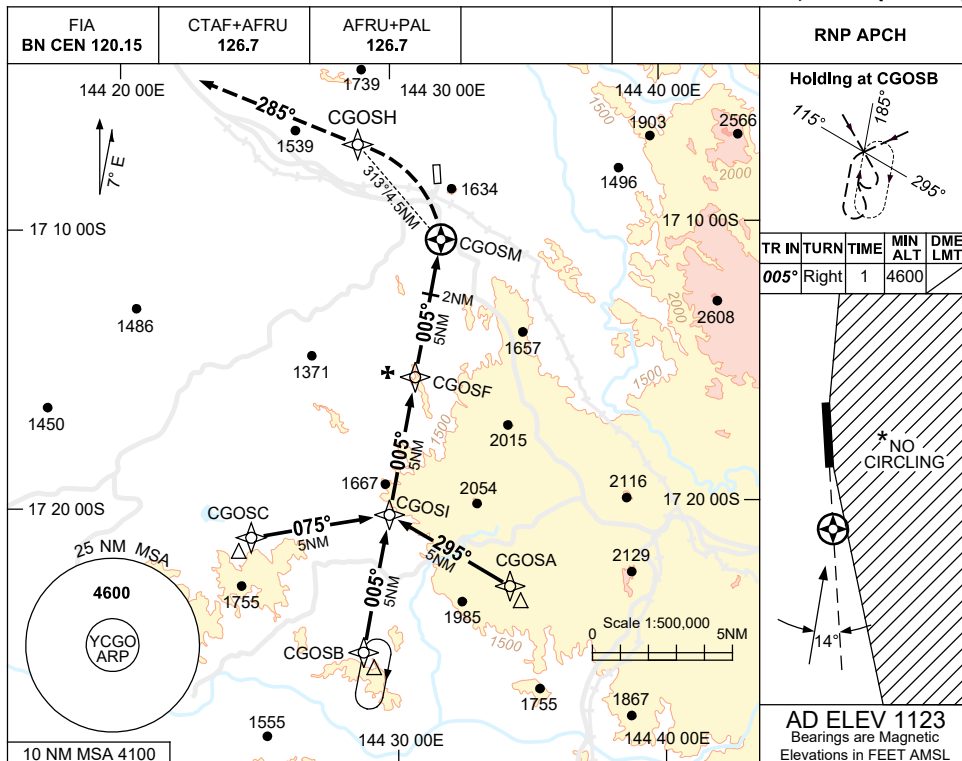 FIA
BN CEN 120.15
CTAF+AFRU
126.7
AFRU+PAL
126.7
RNP APCH
144 20 00E
144 30 00E
144 40 00E
1739
285°
CGOSH
1539
1903
2566
1500
2000
7° E
313°/4.5NM
1634
1496
17 10 00S
17 10 00S
CGOSM
2NM
1486
2608
2000
005°
5NM
1657
1371
1500
CGOSF
1450
1500
005°
5NM
2015
1667
2054
2116
17 20 00S
17 20 00S
CGOSC
CGOSI
075°
5NM
295°
5NM
CGOSA
2129
25 NM MSA
4600
1755
1985
005°
5NM
YCGO
ARP
Scale 1:500,000
0
5NM
1500
CGOSB
1755
1867
1555
144 30 00E
144 40 00E
10 NM MSA 4100
Holding at CGOSB
115°
185°
295°
TR IN TURN TIME MIN ALT DME LMT
005° Right 1 4600
*NO
CIRCLING
14°
AD ELEV 1123
Bearings are Magnetic
Elevations in FEET AMSL